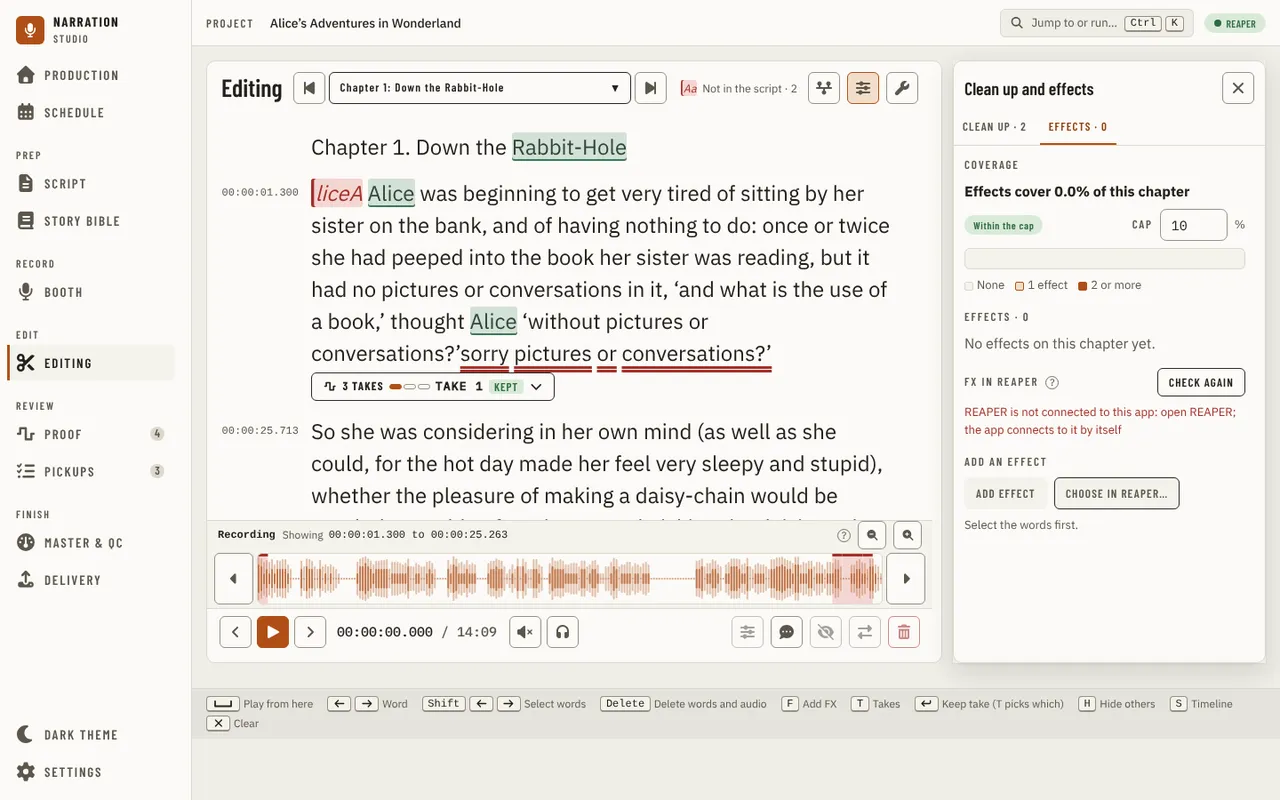 NARRATION
STUDIO
PRODUCTION
SCHEDULE
PREP
SCRIPT
STORY BIBLE
RECORD
BOOTH
EDIT
EDITING
REVIEW
PROOF 4
PICKUPS 3
FINISH
MASTER & QC
DELIVERY
DARK THEME
SETTINGS
PROJECT Alice's Adventures in Wonderland
Jump to or run... Ctrl K
REAPER
Editing
Chapter 1: Down the Rabbit-Hole ▼
Aa Not in the script · 2
Chapter 1. Down the Rabbit-Hole
00:00:01.300 liceA Alice was beginning to get very tired of sitting by her
sister on the bank, and of having nothing to do: once or twice
she had peeped into the book her sister was reading, but it
had no pictures or conversations in it, ‘and what is the use of
a book,’ thought Alice ‘without pictures or
conversations?’sorry pictures or conversations?’
3 TAKES TAKE 1 KEPT
00:00:25.713 So she was considering in her own mind (as well as she
could, for the hot day made her feel very sleepy and stupid),
whether the pleasure of making a daisy-chain would be
Recording Showing 00:00:01.300 to 00:00:25.263 ?
00:00:00.000 / 14:09
Clean up and effects
CLEAN UP · 2 EFFECTS · 0
COVERAGE
Effects cover 0.0% of this chapter
Within the cap CAP 10 %
None 1 effect 2 or more
EFFECTS · 0
No effects on this chapter yet.
FX IN REAPER ? CHECK AGAIN
REAPER is not connected to this app: open REAPER;
the app connects to it by itself
ADD AN EFFECT
ADD EFFECT CHOOSE IN REAPER...
Select the words first.
Play from here ← → Word Shift ← → Select words Delete Delete words and audio F Add FX T Takes ↵ Keep take (T picks which) H Hide others S Timeline
✕ Clear